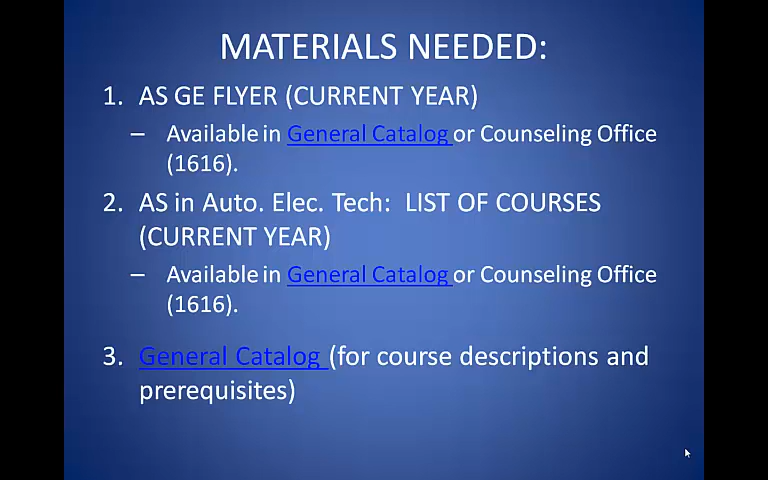 MATERIALS NEEDED:
1. AS GE FLYER (CURRENT YEAR)
– Available in General Catalog or Counseling Office
(1616).
2. AS in Auto. Elec. Tech: LIST OF COURSES
(CURRENT YEAR)
– Available in General Catalog or Counseling Office
(1616).
3. General Catalog (for course descriptions and
prerequisites)